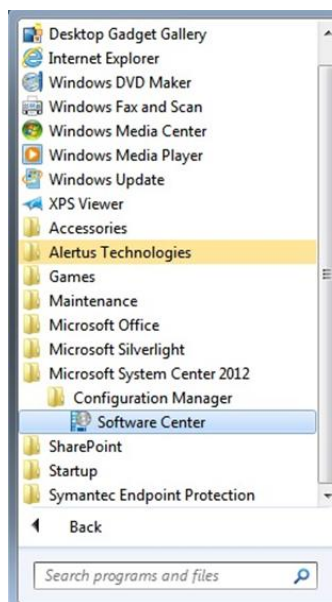 Desktop Gadget Gallery
Internet Explorer
Windows DVD Maker
Windows Fax and Scan
Windows Media Center
Windows Media Player
Windows Update
XPS Viewer
Accessories
Alertus Technologies
Games
Maintenance
Microsoft Office
Microsoft Silverlight
Microsoft System Center 2012
Configuration Manager
Software Center
SharePoint
Startup
Symantec Endpoint Protection
Back
Search programs and files